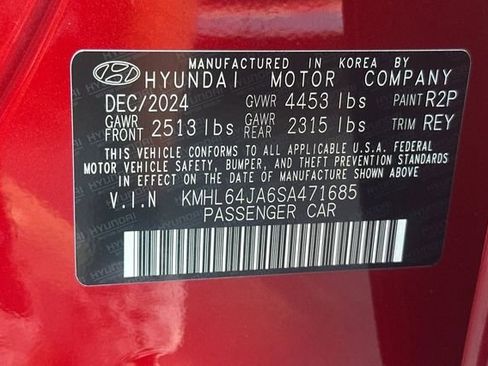 MANUFACTURED IN KOREA BY
HYUNDAI MOTOR COMPANY
DEC/2024 GVWR 4453 lbs PAINT R2P
GAWR FRONT 2513 lbs GAWR REAR 2315 lbs TRIM REY
THIS VEHICLE CONFORMS TO ALL APPLICABLE U.S.A. FEDERAL
MOTOR VEHICLE SAFETY, BUMPER, AND THEFT PREVENTION STANDARDS
IN EFFECT ON THE DATE OF MANUFACTURE SHOWN ABOVE
V.I.N KMHL64JA6SA471685
PASSENGER CAR